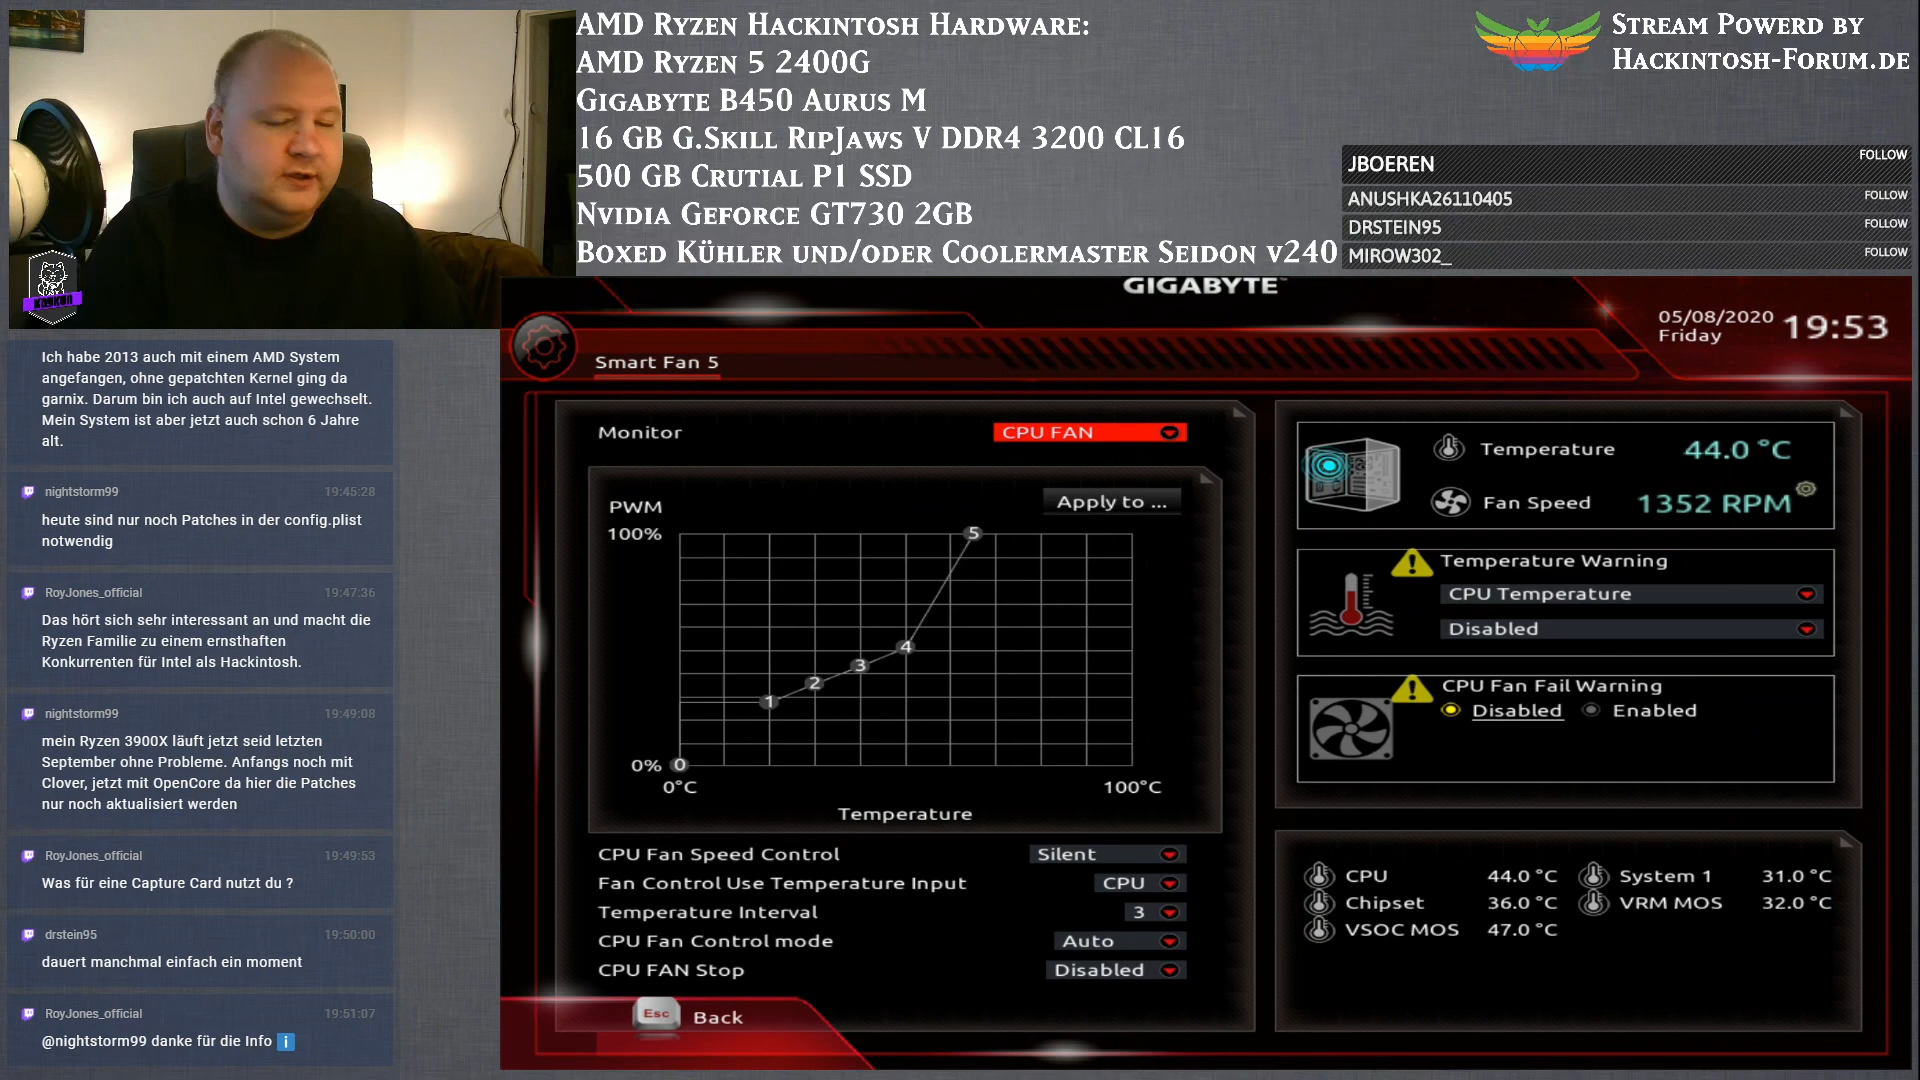 AMD Ryzen Hackintosh Hardware:
AMD Ryzen 5 2400G
Gigabyte B450 Aurus M
16 GB G.Skill RipJaws V DDR4 3200 CL16
500 GB Crutial P1 SSD
Nvidia Geforce GT730 2GB
Boxed Kühler und/oder Coolermaster Seidon v240
Stream Powerd by
Hackintosh-Forum.de
JBOEREN FOLLOW
ANUSHKA26110405 FOLLOW
DRSTEIN95 FOLLOW
MIROW302_ FOLLOW
Ich habe 2013 auch mit einem AMD System
angefangen, ohne gepatchten Kernel ging da
garnix. Darum bin ich auch auf Intel gewechselt.
Mein System ist aber jetzt auch schon 6 Jahre
alt.
nightstorm99 19:45:28
heute sind nur noch Patches in der config.plist
notwendig
RoyJones_official 19:47:36
Das hört sich sehr interessant an und macht die
Ryzen Familie zu einem ernsthaften
Konkurrenten für Intel als Hackintosh.
nightstorm99 19:49:08
mein Ryzen 3900X läuft jetzt seid letzten
September ohne Probleme. Anfangs noch mit
Clover, jetzt mit OpenCore da hier die Patches
nur noch aktualisiert werden
RoyJones_official 19:49:53
Was für eine Capture Card nutzt du ?
drstein95 19:50:00
dauert manchmal einfach ein moment
RoyJones_official 19:51:07
@nightstorm99 danke für die Info i
GIGABYTE™
05/08/2020
Friday
19:53
Smart Fan 5
Monitor CPU FAN
Apply to ...
PWM
100%
5
4
3
2
1
0% 0
0°C 100°C
Temperature
CPU Fan Speed Control Silent
Fan Control Use Temperature Input CPU
Temperature Interval 3
CPU Fan Control mode Auto
CPU FAN Stop Disabled
Esc Back
Temperature 44.0 °C
Fan Speed 1352 RPM
! Temperature Warning
CPU Temperature
Disabled
! CPU Fan Fail Warning
Disabled Enabled
CPU 44.0 °C System 1 31.0 °C
Chipset 36.0 °C VRM MOS 32.0 °C
VSOC MOS 47.0 °C